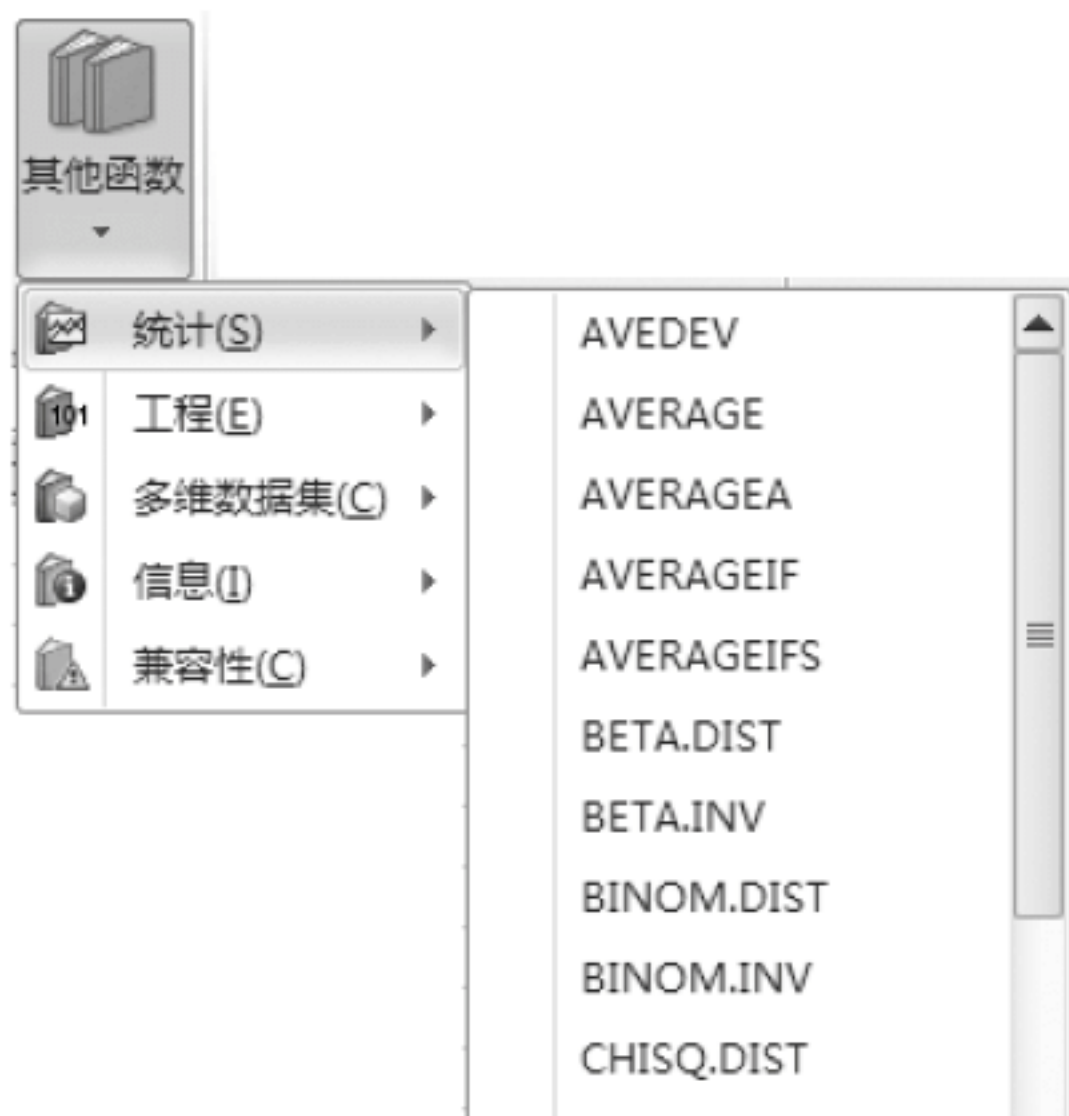 其他函数
统计(S)
工程(E)
101
多维数据集(C)
信息(I)
兼容性(C)
AVEDEV
AVERAGE
AVERAGEA
AVERAGEIF
AVERAGEIFS
BETA.DIST
BETA.INV
BINOM.DIST
BINOM.INV
CHISQ.DIST